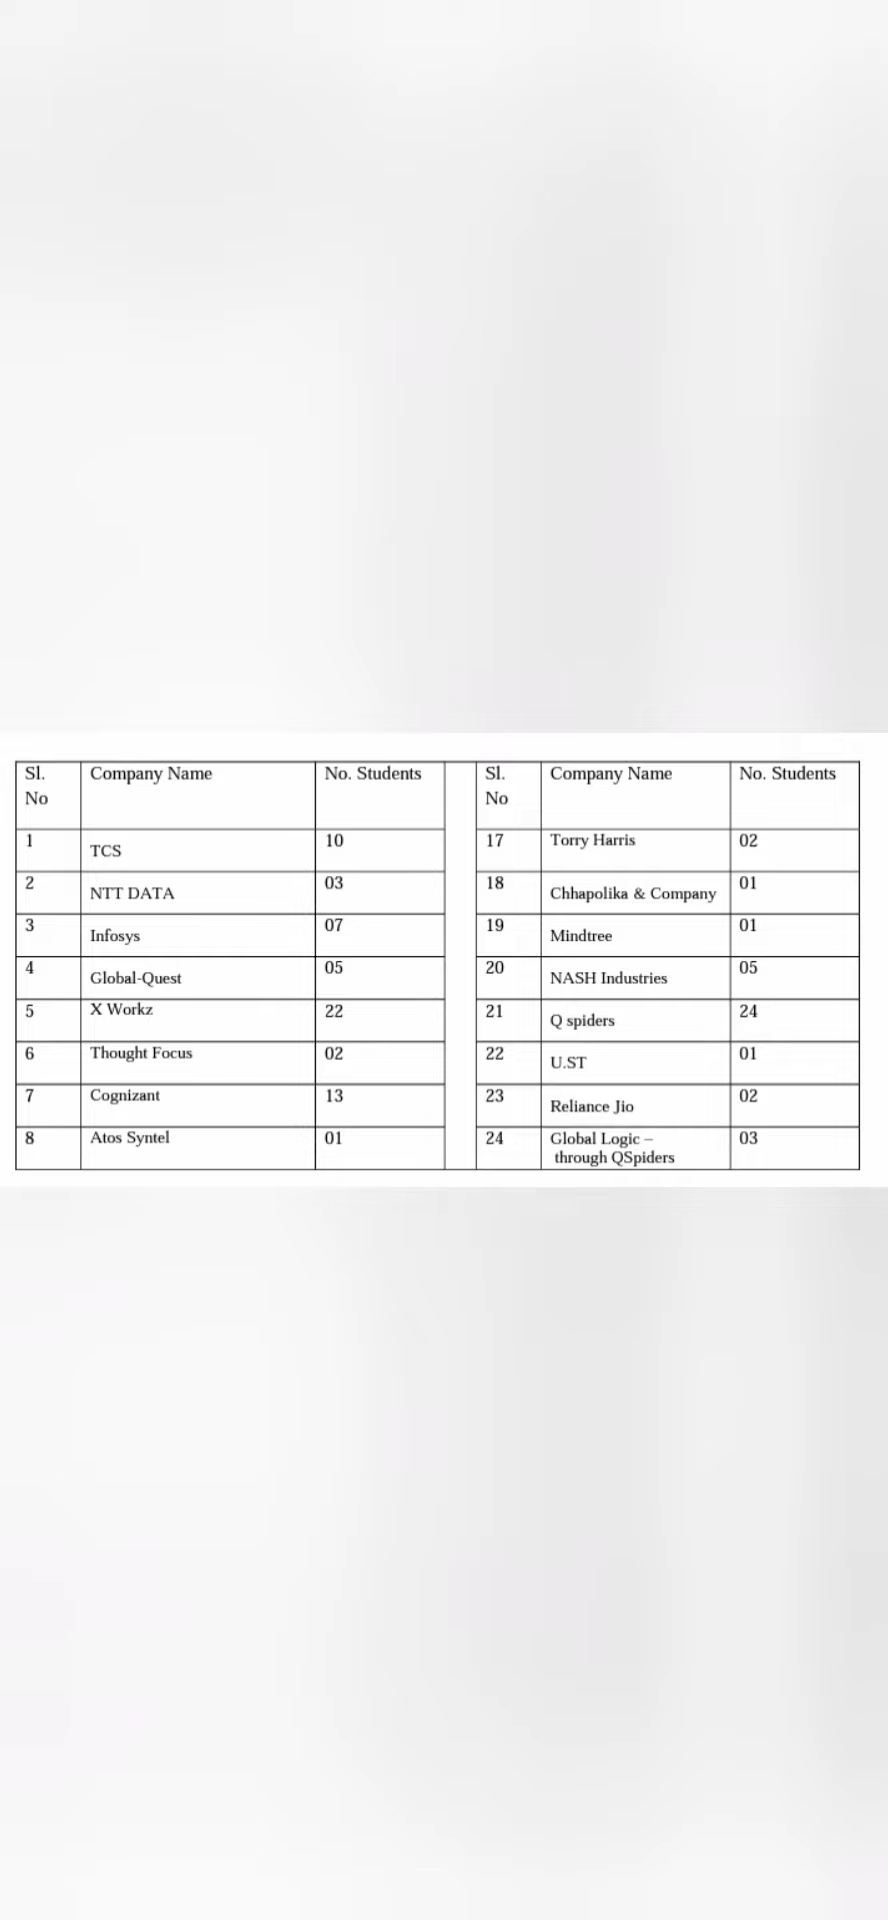 Sl. No Company Name No. Students Sl. No Company Name No. Students
1 TCS 10 17 Torry Harris 02
2 NTT DATA 03 18 Chhapolika & Company 01
3 Infosys 07 19 Mindtree 01
4 Global-Quest 05 20 NASH Industries 05
5 X Workz 22 21 Q spiders 24
6 Thought Focus 02 22 U.ST 01
7 Cognizant 13 23 Reliance Jio 02
8 Atos Syntel 01 24 Global Logic – through QSpiders 03